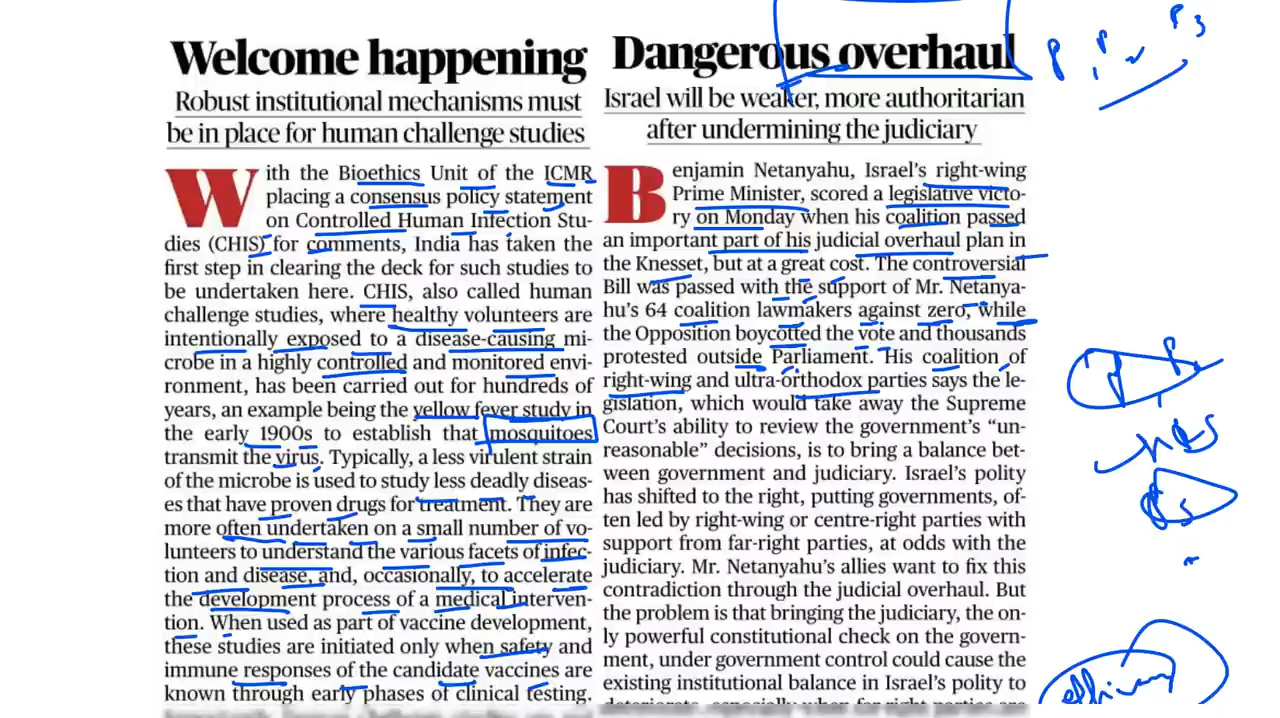 Welcome happening
Robust institutional mechanisms must
be in place for human challenge studies
With the Bioethics Unit of the ICMR
placing a consensus policy statement
on Controlled Human Infection Stu-
dies (CHIS) for comments, India has taken the
first step in clearing the deck for such studies to
be undertaken here. CHIS, also called human
challenge studies, where healthy volunteers are
intentionally exposed to a disease-causing mi-
crobe in a highly controlled and monitored envi-
ronment, has been carried out for hundreds of
years, an example being the yellow fever study in
the early 1900s to establish that mosquitoes
transmit the virus. Typically, a less virulent strain
of the microbe is used to study less deadly diseas-
es that have proven drugs for treatment. They are
more often undertaken on a small number of vo-
lunteers to understand the various facets of infec-
tion and disease, and, occasionally, to accelerate
the development process of a medical interven-
tion. When used as part of vaccine development,
these studies are initiated only when safety and
immune responses of the candidate vaccines are
known through early phases of clinical testing.
Dangerous overhaul
Israel will be weaker, more authoritarian
after undermining the judiciary
Benjamin Netanyahu, Israel's right-wing
Prime Minister, scored a legislative victo-
ry on Monday when his coalition passed
an important part of his judicial overhaul plan in
the Knesset, but at a great cost. The controversial
Bill was passed with the support of Mr. Netanya-
hu's 64 coalition lawmakers against zero, while
the Opposition boycotted the vote and thousands
protested outside Parliament. His coalition of
right-wing and ultra-orthodox parties says the le-
gislation, which would take away the Supreme
Court's ability to review the government's "un-
reasonable" decisions, is to bring a balance bet-
ween government and judiciary. Israel's polity
has shifted to the right, putting governments, of-
ten led by right-wing or centre-right parties with
support from far-right parties, at odds with the
judiciary. Mr. Netanyahu's allies want to fix this
contradiction through the judicial overhaul. But
the problem is that bringing the judiciary, the on-
ly powerful constitutional check on the govern-
ment, under government control could cause the
existing institutional balance in Israel's polity to